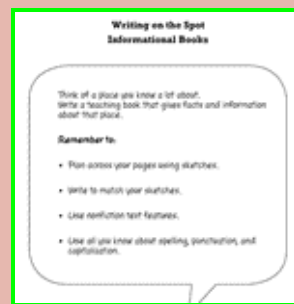 Writing on the Spot
Informational Books
Think of a place you know a lot about.
Write a teaching book that gives facts and information
about that place.
Remember to:
• Plan across your pages using sketches.
• Write to match your sketches.
• Use nonfiction text features.
• Use all you know about spelling, punctuation, and
capitalization.